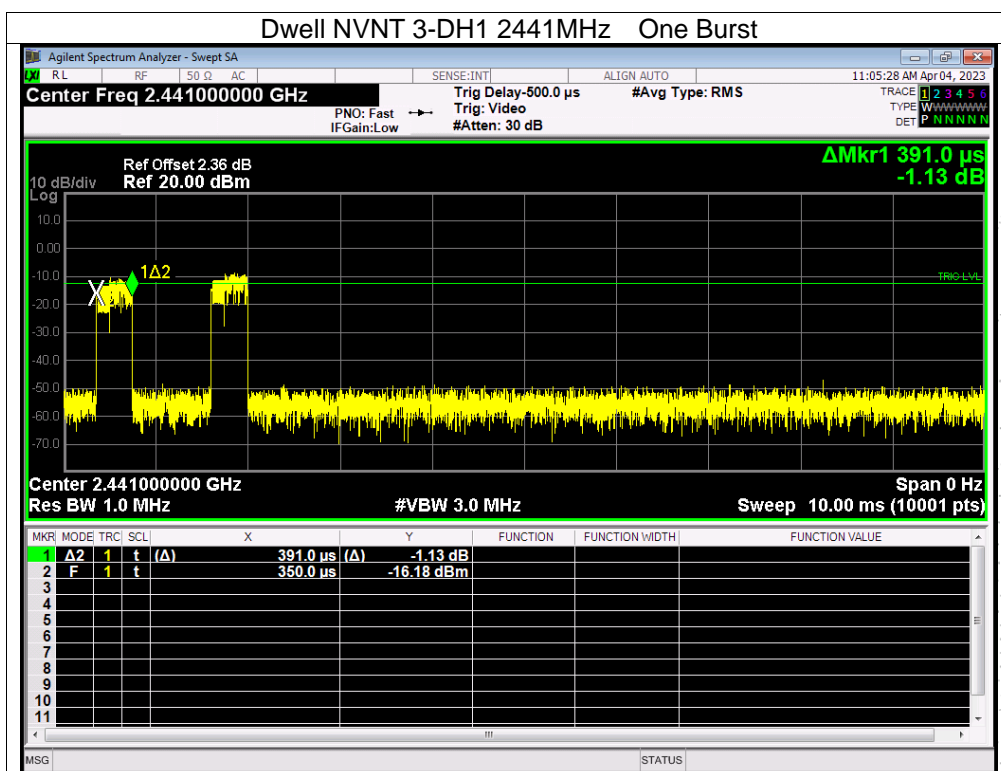 Dwell NVNT 3-DH1 2441MHz One Burst
Agilent Spectrum Analyzer - Swept SA
LXI RL RF 50 Ω AC SENSE:INT ALIGN AUTO 11:05:28 AM Apr 04, 2023
Center Freq 2.441000000 GHz
PNO: Fast
IFGain:Low
Trig Delay-500.0 µs
Trig: Video
#Atten: 30 dB
#Avg Type: RMS
TRACE 1 2 3 4 5 6
TYPE WWWWWW
DET P N N N N N
ΔMkr1 391.0 µs
-1.13 dB
Ref Offset 2.36 dB
10 dB/div Ref 20.00 dBm
Log
10.0
0.00
-10.0
-20.0
-30.0
-40.0
-50.0
-60.0
-70.0
X
1Δ2
TRIG LVL
Center 2.441000000 GHz Span 0 Hz
Res BW 1.0 MHz #VBW 3.0 MHz Sweep 10.00 ms (10001 pts)
MKR MODE TRC SCL X Y FUNCTION FUNCTION WIDTH FUNCTION VALUE
1 Δ2 1 t (Δ) 391.0 µs (Δ) -1.13 dB
2 F 1 t 350.0 µs -16.18 dBm
3
4
5
6
7
8
9
10
11
MSG STATUS